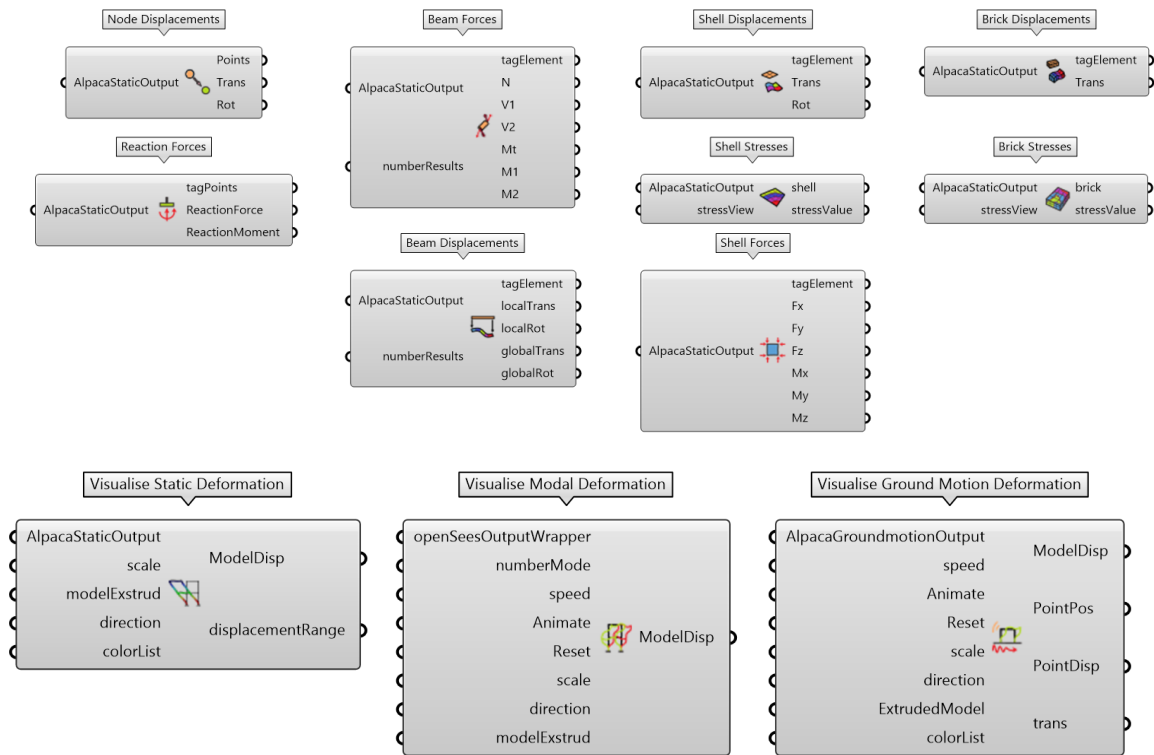 Node Displacements
AlpacaStaticOutput
Points
Trans
Rot
Reaction Forces
AlpacaStaticOutput
tagPoints
ReactionForce
ReactionMoment
Beam Forces
AlpacaStaticOutput
numberResults
tagElement
N
V1
V2
Mt
M1
M2
Beam Displacements
AlpacaStaticOutput
numberResults
tagElement
localTrans
localRot
globalTrans
globalRot
Shell Displacements
AlpacaStaticOutput
tagElement
Trans
Rot
Shell Stresses
AlpacaStaticOutput
stressView
shell
stressValue
Shell Forces
AlpacaStaticOutput
tagElement
Fx
Fy
Fz
Mx
My
Mz
Brick Displacements
AlpacaStaticOutput
tagElement
Trans
Brick Stresses
AlpacaStaticOutput
stressView
brick
stressValue
Visualise Static Deformation
AlpacaStaticOutput
scale
modelExstrud
direction
colorList
ModelDisp
displacementRange
Visualise Modal Deformation
openSeesOutputWrapper
numberMode
speed
Animate
Reset
scale
direction
modelExstrud
ModelDisp
Visualise Ground Motion Deformation
AlpacaGroundmotionOutput
speed
Animate
Reset
scale
direction
ExtrudedModel
colorList
ModelDisp
PointPos
PointDisp
trans